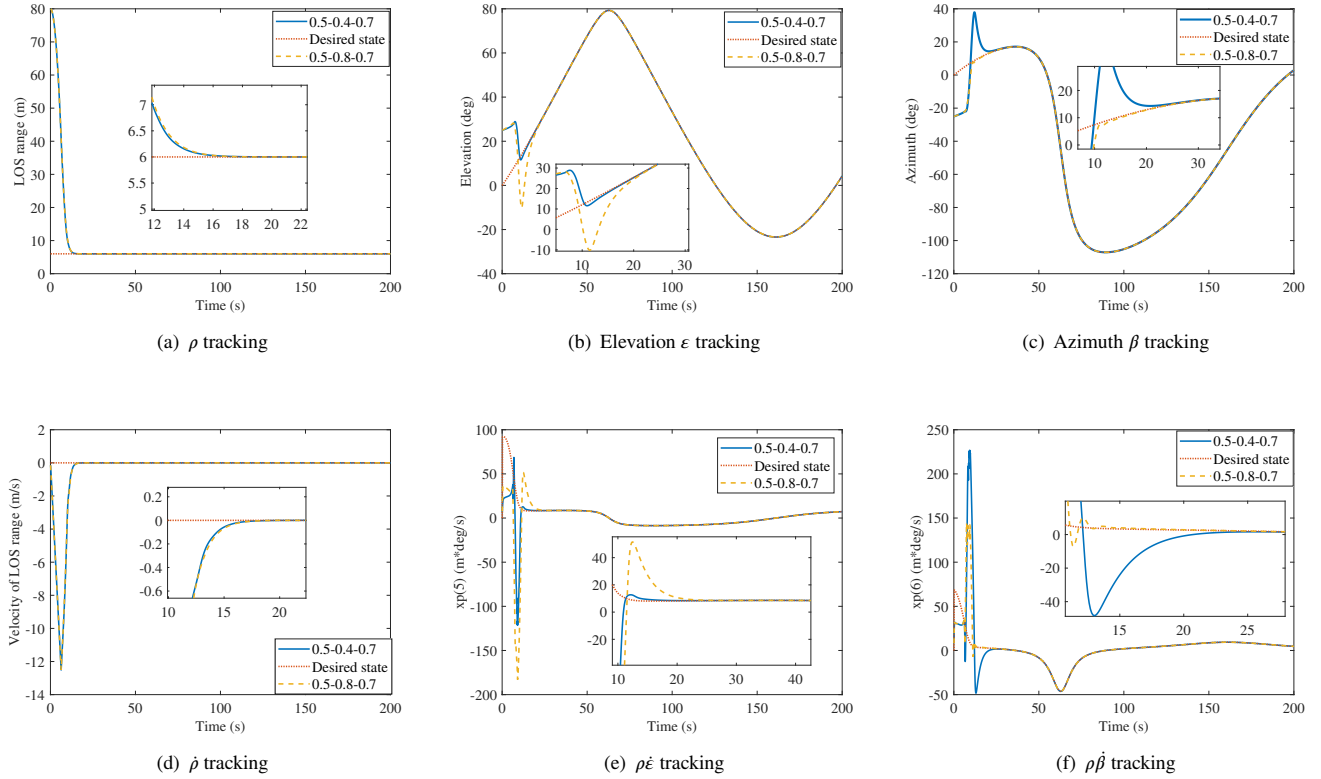 80
70
60
50
40
30
20
10
0
LOS range (m)
0.5-0.4-0.7
Desired state
0.5-0.8-0.7
7
6.5
6
5.5
5
12 14 16 18 20 22
0 50 100 150 200
Time (s)
(a) ρ tracking
80
60
40
20
0
-20
-40
Elevation (deg)
0.5-0.4-0.7
Desired state
0.5-0.8-0.7
30
20
10
0
-10
10 20 30
0 50 100 150 200
Time (s)
(b) Elevation ε tracking
40
20
0
-20
-40
-60
-80
-100
-120
Azimuth (deg)
0.5-0.4-0.7
Desired state
0.5-0.8-0.7
20
10
0
10 20 30
0 50 100 150 200
Time (s)
(c) Azimuth β tracking
2
0
-2
-4
-6
-8
-10
-12
-14
Velocity of LOS range (m/s)
0.2
0
-0.2
-0.4
-0.6
10 15 20
0.5-0.4-0.7
Desired state
0.5-0.8-0.7
0 50 100 150 200
Time (s)
(d) ρ̇ tracking
100
50
0
-50
-100
-150
-200
xp(5) (m*deg/s)
0.5-0.4-0.7
Desired state
0.5-0.8-0.7
40
20
0
-20
10 20 30 40
0 50 100 150 200
Time (s)
(e) ρε̇ tracking
250
200
150
100
50
0
-50
xp(6) (m*deg/s)
0.5-0.4-0.7
Desired state
0.5-0.8-0.7
0
-20
-40
15 20 25
0 50 100 150 200
Time (s)
(f) ρβ̇ tracking